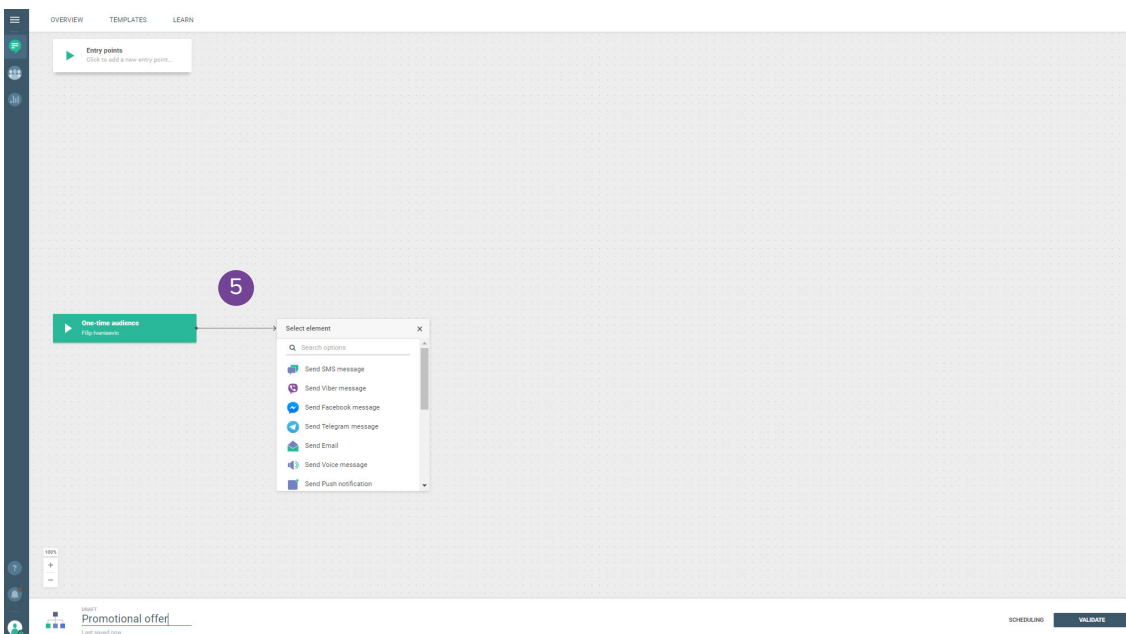 OVERVIEW TEMPLATES LEARN
Entry points
Click to add a new entry point...
5
One-time audience
Filip Ivanisevic
Select element
Search options
Send SMS message
Send Viber message
Send Facebook message
Send Telegram message
Send Email
Send Voice message
Send Push notification
100%
+
−
?
DRAFT
Promotional offer
Last saved now
SCHEDULING VALIDATE